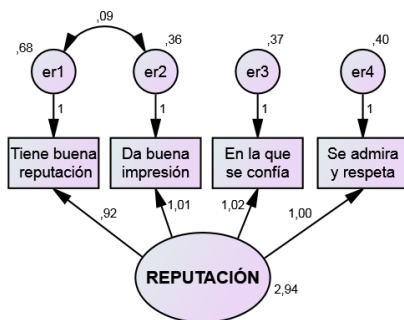 ,09
,68
,36
,37
,40
er1
er2
er3
er4
1
1
1
1
Tiene buena
reputación
Da buena
impresión
En la que
se confía
Se admira
y respeta
,92
1,01
1,02
1,00
REPUTACIÓN
2,94